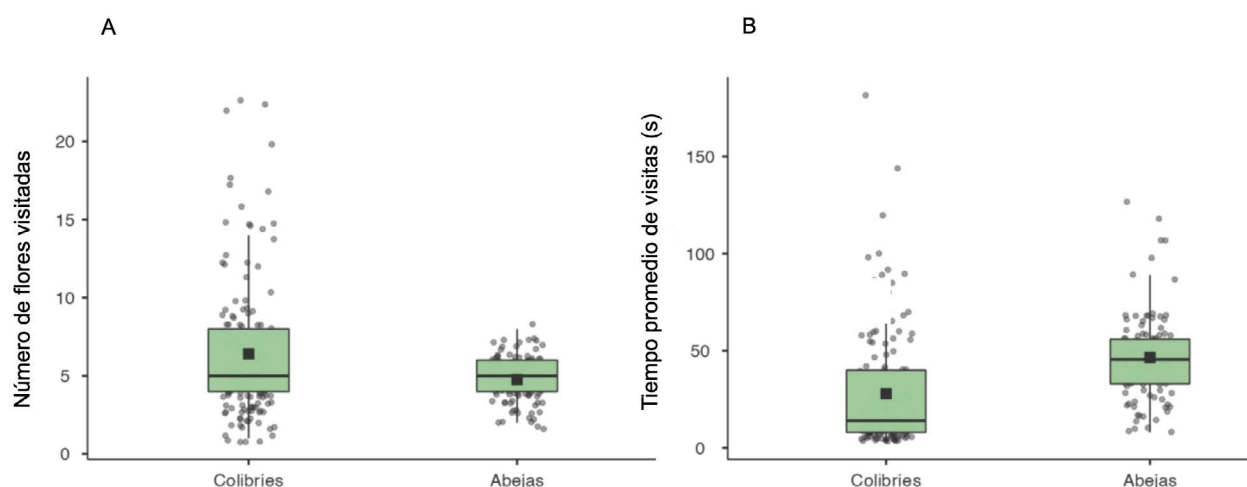 A
B
Número de flores visitadas
20
15
10
5
0
Colibríes
Abejas
Tiempo promedio de visitas (s)
150
100
50
0
Colibríes
Abejas